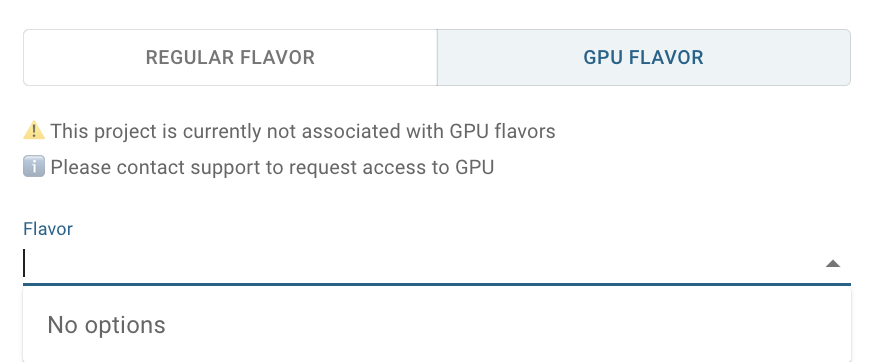 REGULAR FLAVOR
GPU FLAVOR
⚠️ This project is currently not associated with GPU flavors
ℹ️ Please contact support to request access to GPU
Flavor
No options